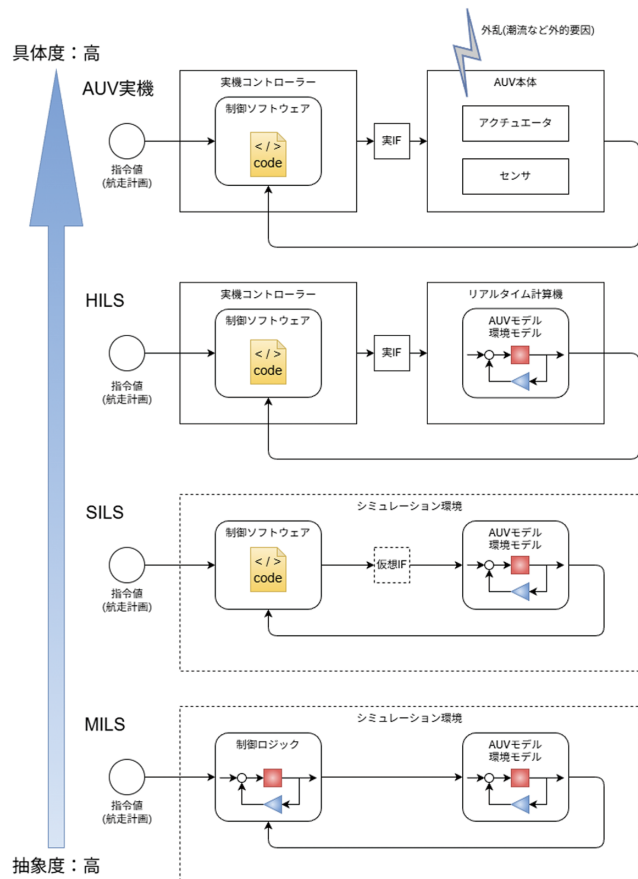 外乱(潮流など外的要因)
具体度：高
AUV実機
実機コントローラー
AUV本体
制御ソフトウェア
</>
code
実IF
アクチュエータ
センサ
指令値
(航走計画)
HILS
実機コントローラー
リアルタイム計算機
制御ソフトウェア
</>
code
実IF
AUVモデル
環境モデル
指令値
(航走計画)
SILS
シミュレーション環境
制御ソフトウェア
</>
code
仮想IF
AUVモデル
環境モデル
指令値
(航走計画)
MILS
シミュレーション環境
制御ロジック
AUVモデル
環境モデル
指令値
(航走計画)
抽象度：高